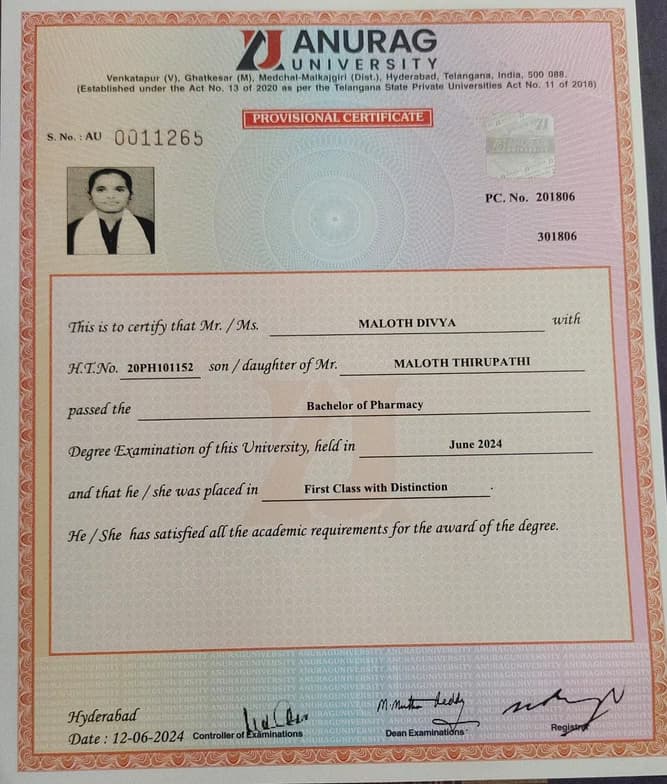 ANURAG
UNIVERSITY
Venkatapur (V), Ghatkesar (M), Medchal-Malkajgiri (Dist.), Hyderabad, Telangana, India, 500 088.
(Established under the Act No. 13 of 2020 as per the Telangana State Private Universities Act No. 11 of 2018)
PROVISIONAL CERTIFICATE
S. No. : AU 0011265
PC. No. 201806
301806
This is to certify that Mr. / Ms. MALOTH DIVYA with
H.T.No. 20PH101152 son / daughter of Mr. MALOTH THIRUPATHI
passed the Bachelor of Pharmacy
Degree Examination of this University, held in June 2024
and that he / she was placed in First Class with Distinction .
He / She has satisfied all the academic requirements for the award of the degree.
Hyderabad
Date : 12-06-2024 Controller of Examinations Dean Examinations Registrar